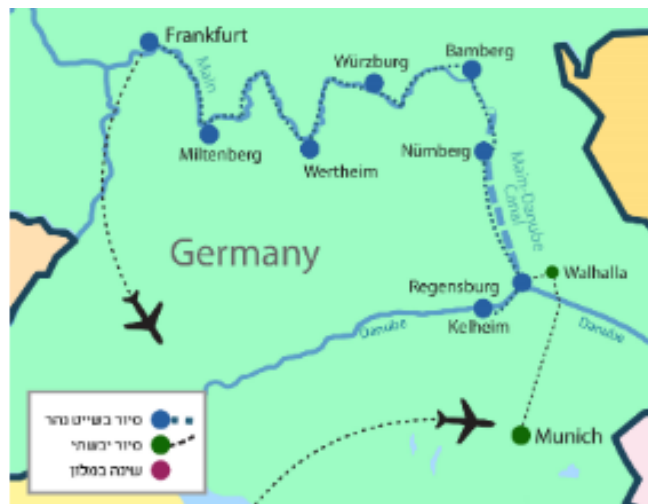 Frankfurt
Main
Würzburg
Bamberg
Miltenberg
Wertheim
Nürnberg
Main-Danube
Canal
Germany
Regensburg
Walhalla
Kelheim
Danube
Danube
Munich
סיור בשייט נהר
סיור יבשתי
שינה במלון